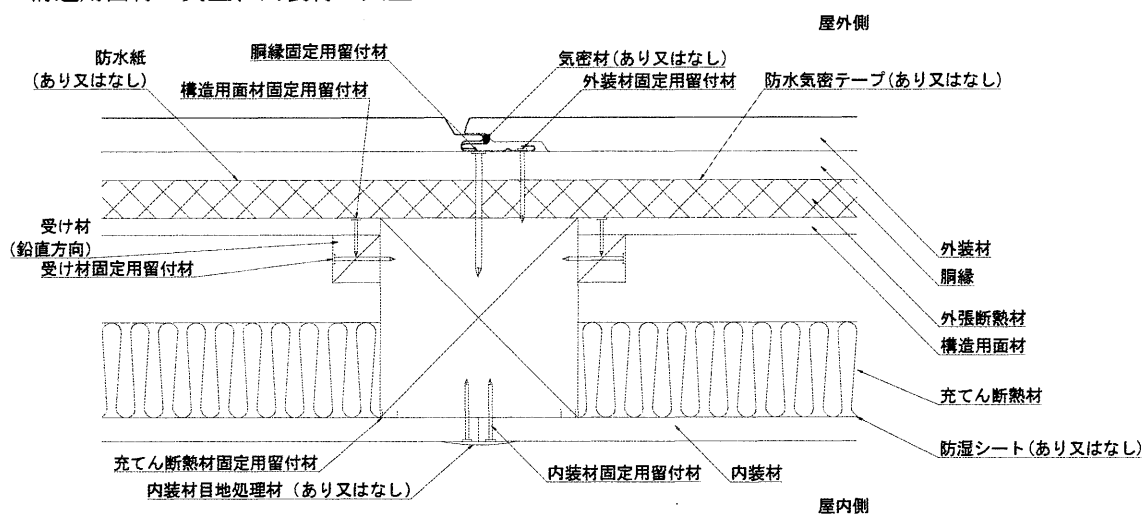 屋外側
胴縁固定用留付材
気密材(あり又はなし)
防水紙
(あり又はなし)
構造用面材固定用留付材
外装材固定用留付材
防水気密テープ(あり又はなし)
受け材
(鉛直方向)
受け材固定用留付材
外装材
胴縁
外張断熱材
構造用面材
充てん断熱材
防湿シート(あり又はなし)
充てん断熱材固定用留付材
内装材目地処理材(あり又はなし)
内装材固定用留付材
内装材
屋内側